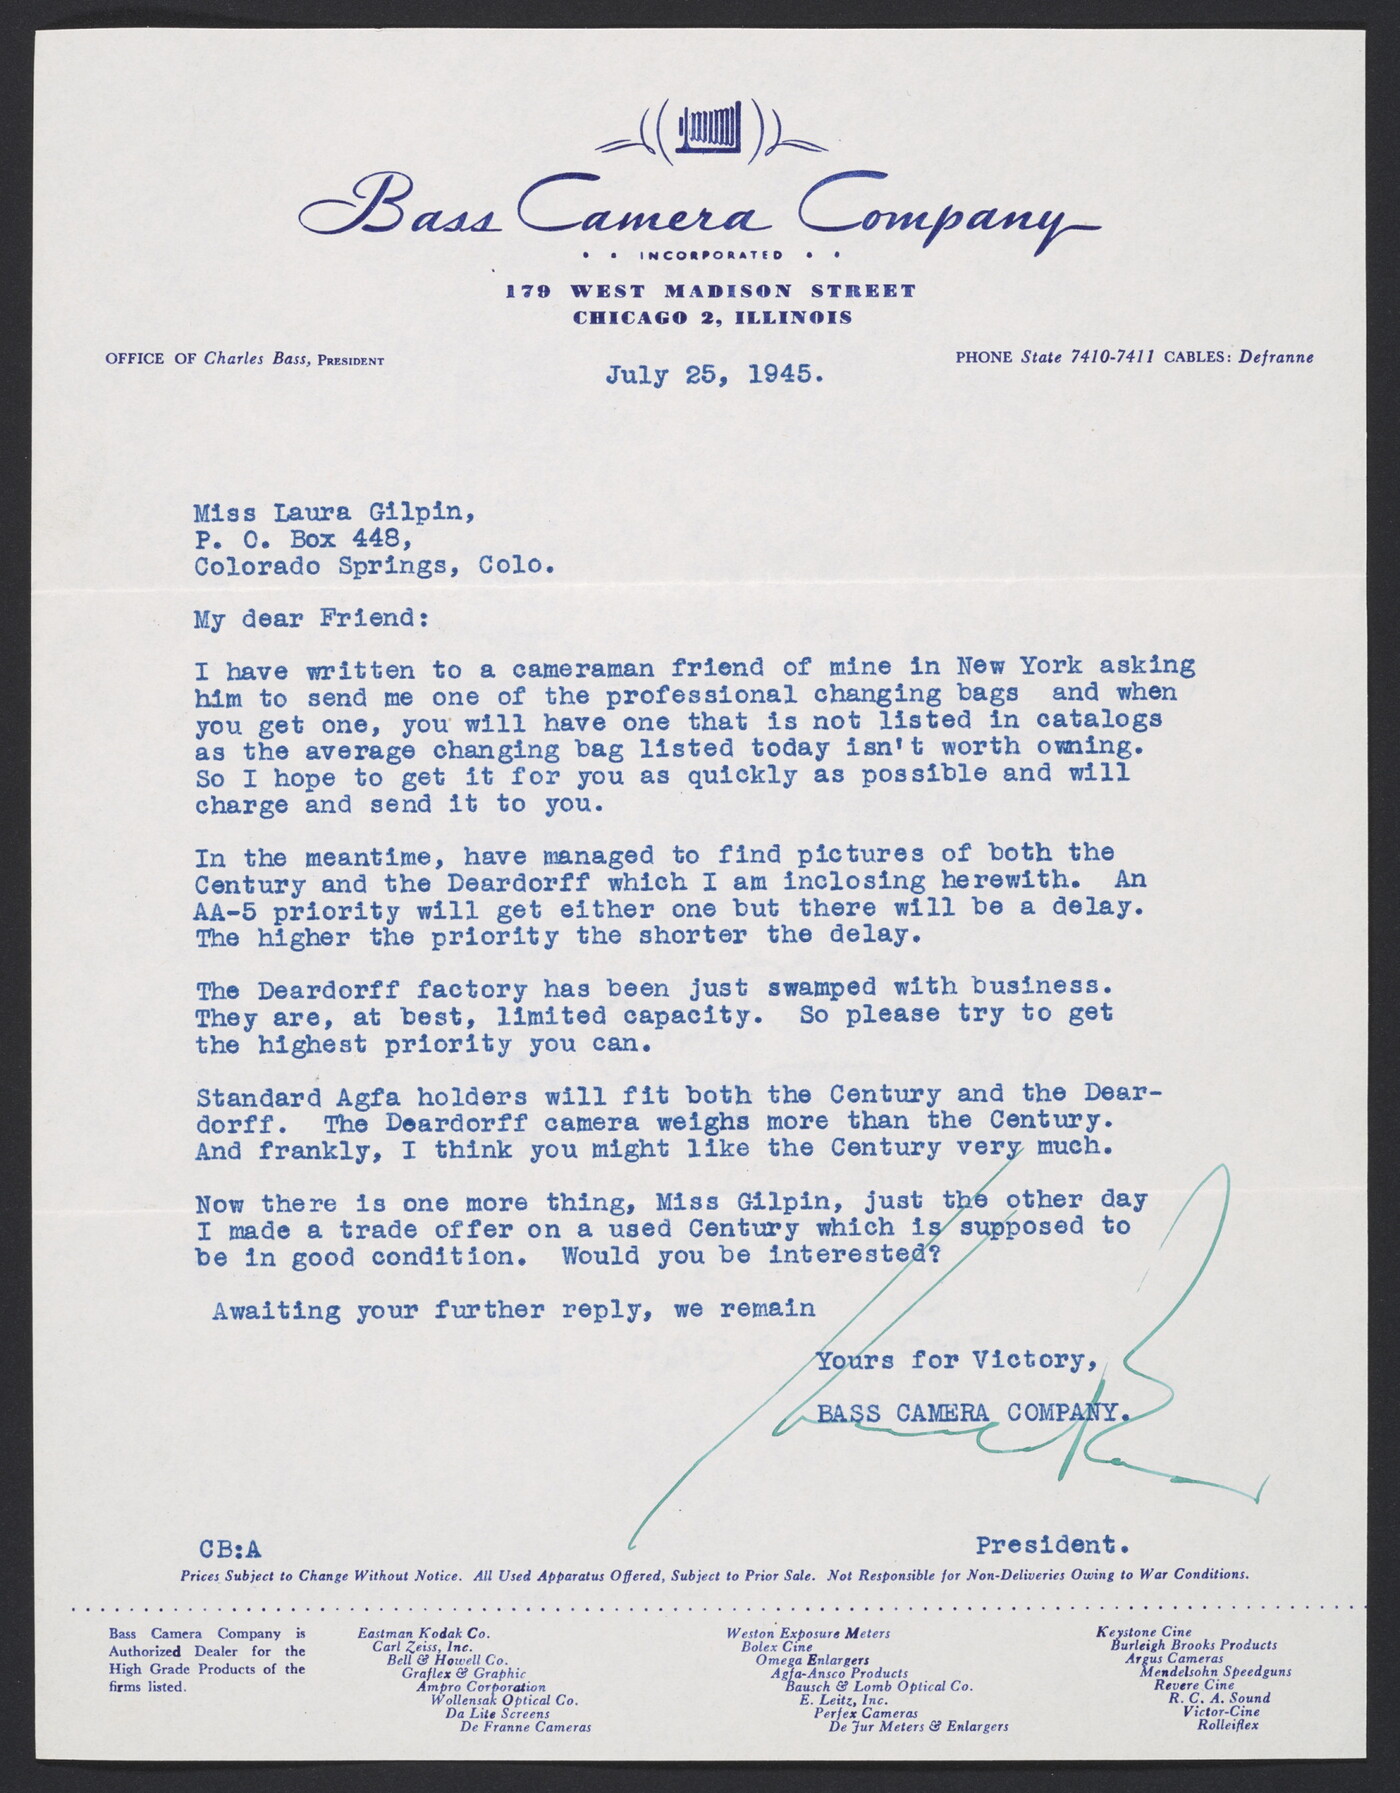 Bass Camera Company
• • INCORPORATED • •
179 WEST MADISON STREET
CHICAGO 2, ILLINOIS
OFFICE OF Charles Bass, PRESIDENT
PHONE State 7410-7411 CABLES: Defranne
July 25, 1945.
Miss Laura Gilpin,
P. O. Box 448,
Colorado Springs, Colo.
My dear Friend:
I have written to a cameraman friend of mine in New York asking
him to send me one of the professional changing bags and when
you get one, you will have one that is not listed in catalogs
as the average changing bag listed today isn't worth owning.
So I hope to get it for you as quickly as possible and will
charge and send it to you.
In the meantime, have managed to find pictures of both the
Century and the Deardorff which I am inclosing herewith. An
AA-5 priority will get either one but there will be a delay.
The higher the priority the shorter the delay.
The Deardorff factory has been just swamped with business.
They are, at best, limited capacity. So please try to get
the highest priority you can.
Standard Agfa holders will fit both the Century and the Dear-
dorff. The Deardorff camera weighs more than the Century.
And frankly, I think you might like the Century very much.
Now there is one more thing, Miss Gilpin, just the other day
I made a trade offer on a used Century which is supposed to
be in good condition. Would you be interested?
Awaiting your further reply, we remain
Yours for Victory,
BASS CAMERA COMPANY.
CB:A
President.
Prices Subject to Change Without Notice. All Used Apparatus Offered, Subject to Prior Sale. Not Responsible for Non-Deliveries Owing to War Conditions.
Bass Camera Company is
Authorized Dealer for the
High Grade Products of the
firms listed.
Eastman Kodak Co.
Carl Zeiss, Inc.
Bell & Howell Co.
Graflex & Graphic
Ampro Corporation
Wollensak Optical Co.
Da Lite Screens
De Franne Cameras
Weston Exposure Meters
Bolex Cine
Omega Enlargers
Agfa-Ansco Products
Bausch & Lomb Optical Co.
E. Leitz, Inc.
Perfex Cameras
De Jur Meters & Enlargers
Keystone Cine
Burleigh Brooks Products
Argus Cameras
Mendelsohn Speedguns
Revere Cine
R. C. A. Sound
Victor-Cine
Rolleiflex